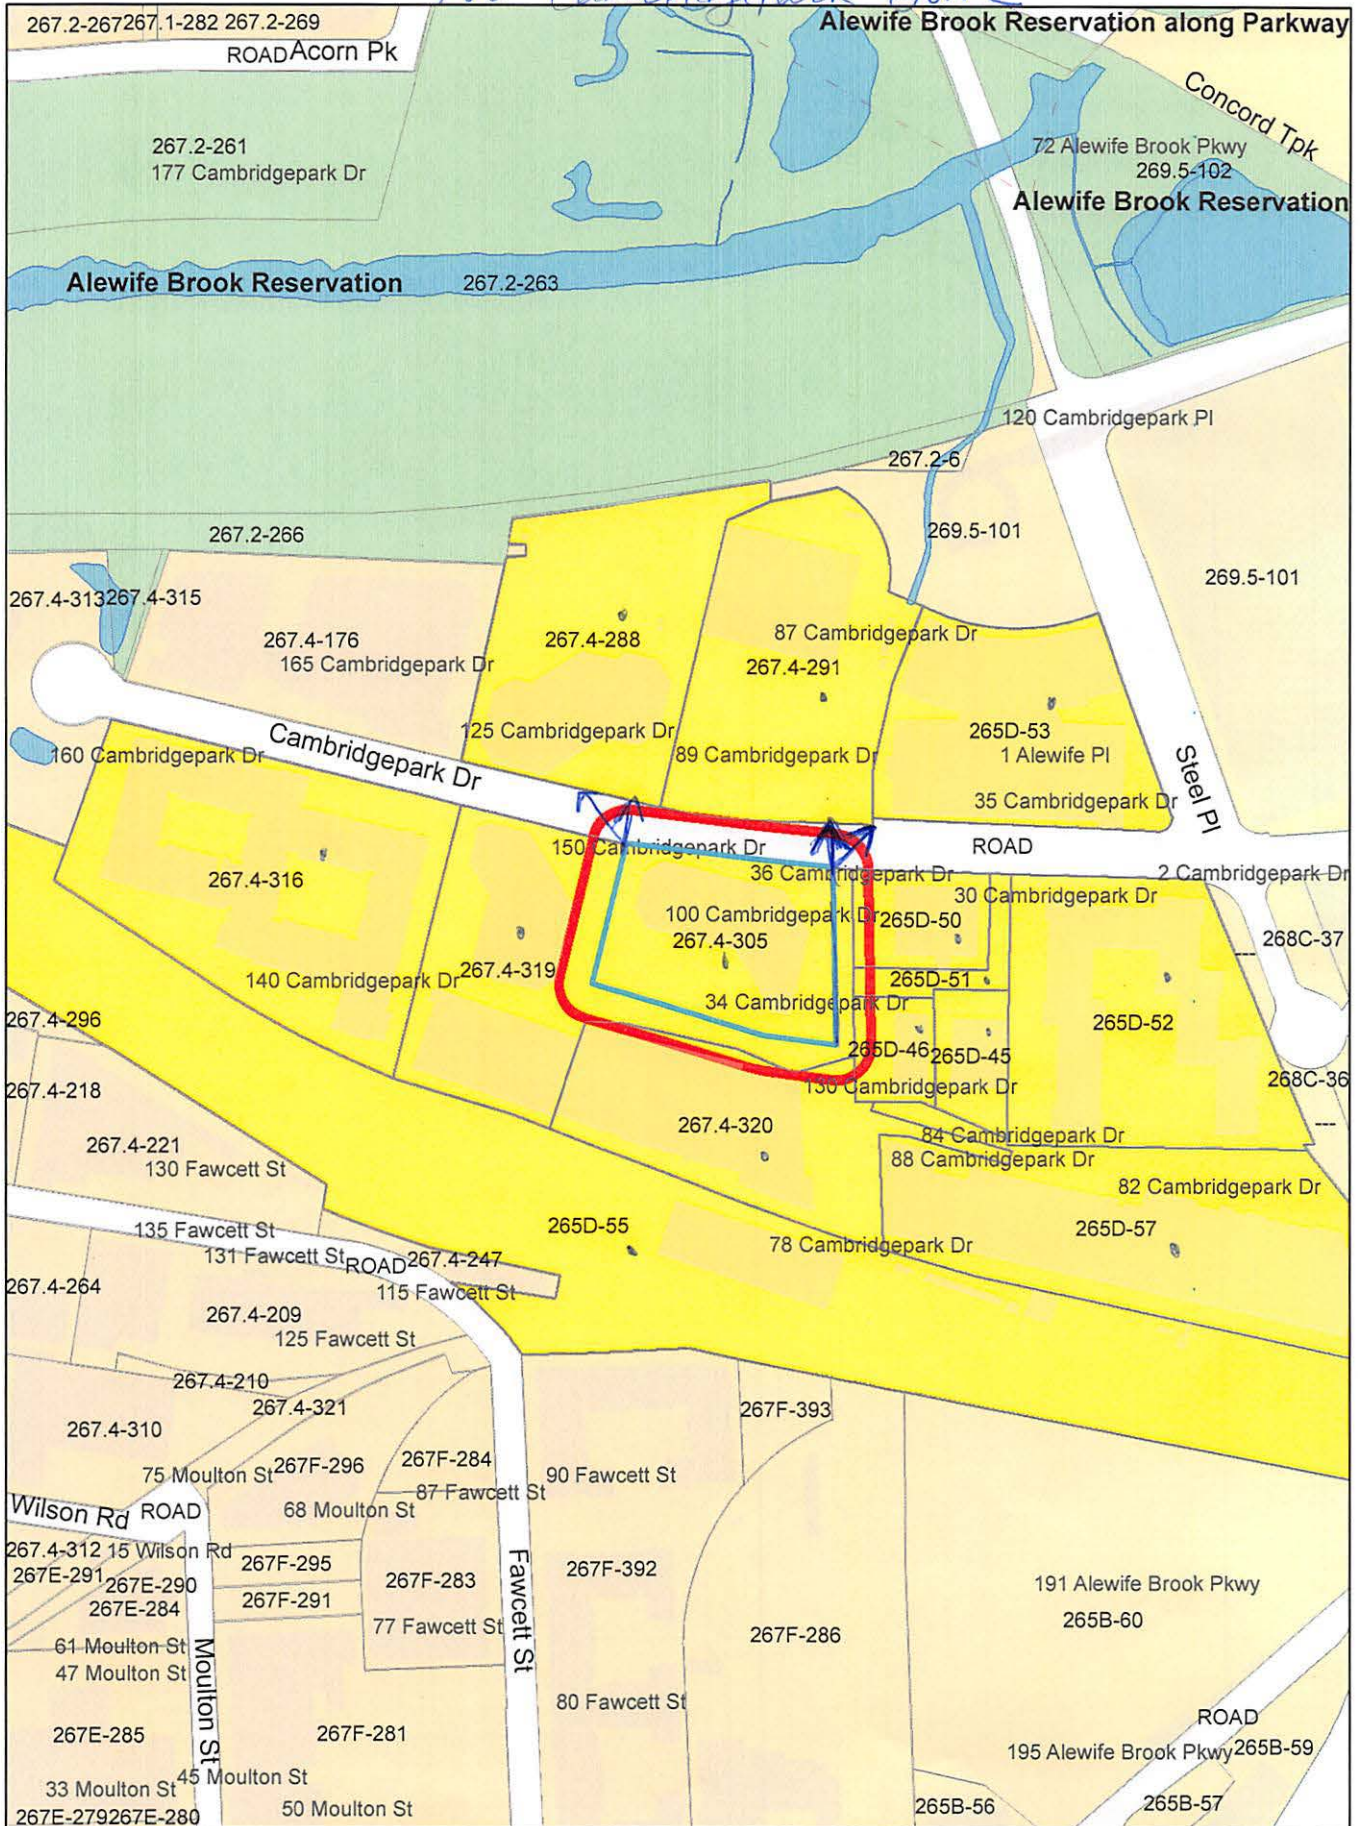 Alewife Brook Reservation along Parkway
267.2-267 267.1-282 267.2-269
ROAD Acorn Pk
Concord Tpk
267.2-261
177 Cambridgepark Dr
72 Alewife Brook Pkwy
269.5-102
Alewife Brook Reservation
Alewife Brook Reservation
267.2-263
120 Cambridgepark Pl
267.2-6
267.2-266
269.5-101
269.5-101
267.4-313 267.4-315
267.4-176
165 Cambridgepark Dr
267.4-288
87 Cambridgepark Dr
267.4-291
265D-53
1 Alewife Pl
125 Cambridgepark Dr
89 Cambridgepark Dr
160 Cambridgepark Dr
Cambridgepark Dr
35 Cambridgepark Dr
Steel Pl
150 Cambridgepark Dr
ROAD
36 Cambridgepark Dr
2 Cambridgepark Dr
267.4-316
30 Cambridgepark Dr
100 Cambridgepark Dr
265D-50
267.4-305
268C-37
---
140 Cambridgepark Dr
267.4-319
265D-51
34 Cambridgepark Dr
267.4-296
265D-52
265D-46
265D-45
267.4-218
130 Cambridgepark Dr
268C-36
267.4-221
130 Fawcett St
267.4-320
---
84 Cambridgepark Dr
88 Cambridgepark Dr
82 Cambridgepark Dr
135 Fawcett St
265D-55
265D-57
131 Fawcett St
ROAD
267.4-247
78 Cambridgepark Dr
267.4-264
115 Fawcett St
267.4-209
125 Fawcett St
267.4-210
267.4-321
267F-393
267.4-310
75 Moulton St
267F-296
267F-284
90 Fawcett St
87 Fawcett St
Wilson Rd
ROAD
68 Moulton St
267.4-312
15 Wilson Rd
267E-291
267E-290
267F-295
267F-283
267F-392
191 Alewife Brook Pkwy
267E-284
267F-291
265B-60
77 Fawcett St
Fawcett St
61 Moulton St
47 Moulton St
Moulton St
267F-286
80 Fawcett St
267E-285
267F-281
ROAD
195 Alewife Brook Pkwy
265B-59
33 Moulton St
45 Moulton St
50 Moulton St
265B-56
265B-57
267E-279 267E-280